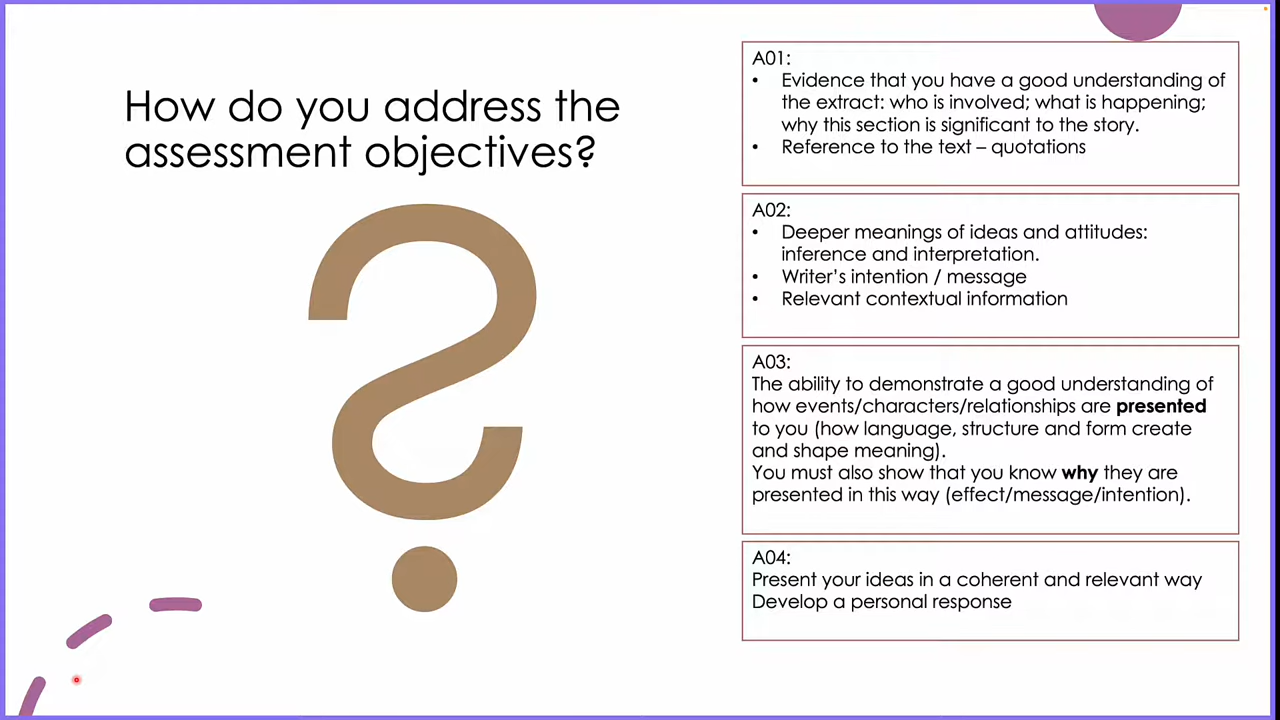 How do you address the
assessment objectives?
A01:
• Evidence that you have a good understanding of
the extract: who is involved; what is happening;
why this section is significant to the story.
• Reference to the text – quotations
A02:
• Deeper meanings of ideas and attitudes:
inference and interpretation.
• Writer's intention / message
• Relevant contextual information
A03:
The ability to demonstrate a good understanding of
how events/characters/relationships are presented
to you (how language, structure and form create
and shape meaning).
You must also show that you know why they are
presented in this way (effect/message/intention).
A04:
Present your ideas in a coherent and relevant way
Develop a personal response
?